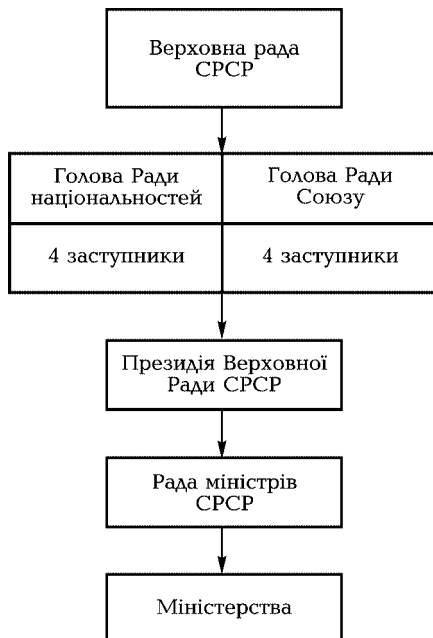 Верховна рада
СРСР
Голова Ради
національностей
Голова Ради
Союзу
4 заступники
4 заступники
Президія Верховної
Ради СРСР
Рада міністрів
СРСР
Міністерства